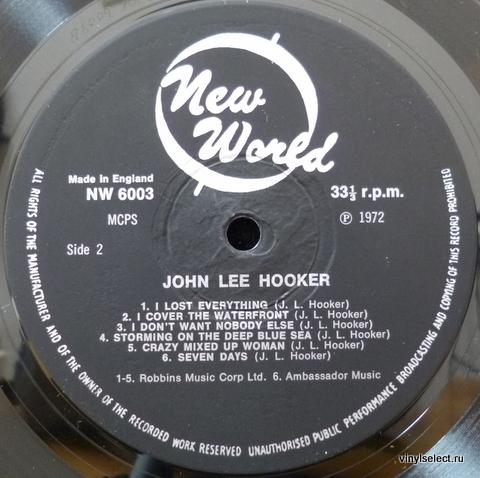 New
World
Made in England
NW 6003
33⅓ r.p.m.
MCPS
Ⓟ 1972
Side 2
JOHN LEE HOOKER
1. I LOST EVERYTHING (J. L. Hooker)
2. I COVER THE WATERFRONT (J. L. Hooker)
3. I DON'T WANT NOBODY ELSE (J. L. Hooker)
4. STORMING ON THE DEEP BLUE SEA (J. L. Hooker)
5. CRAZY MIXED UP WOMAN (J. L. Hooker)
6. SEVEN DAYS (J. L. Hooker)
1-5. Robbins Music Corp Ltd. 6. Ambassador Music
ALL RIGHTS OF THE MANUFACTURER AND OF THE OWNER OF THE RECORDED WORK RESERVED UNAUTHORISED PUBLIC PERFORMANCE BROADCASTING AND COPYING OF THIS RECORD PROHIBITED
vinylselect.ru